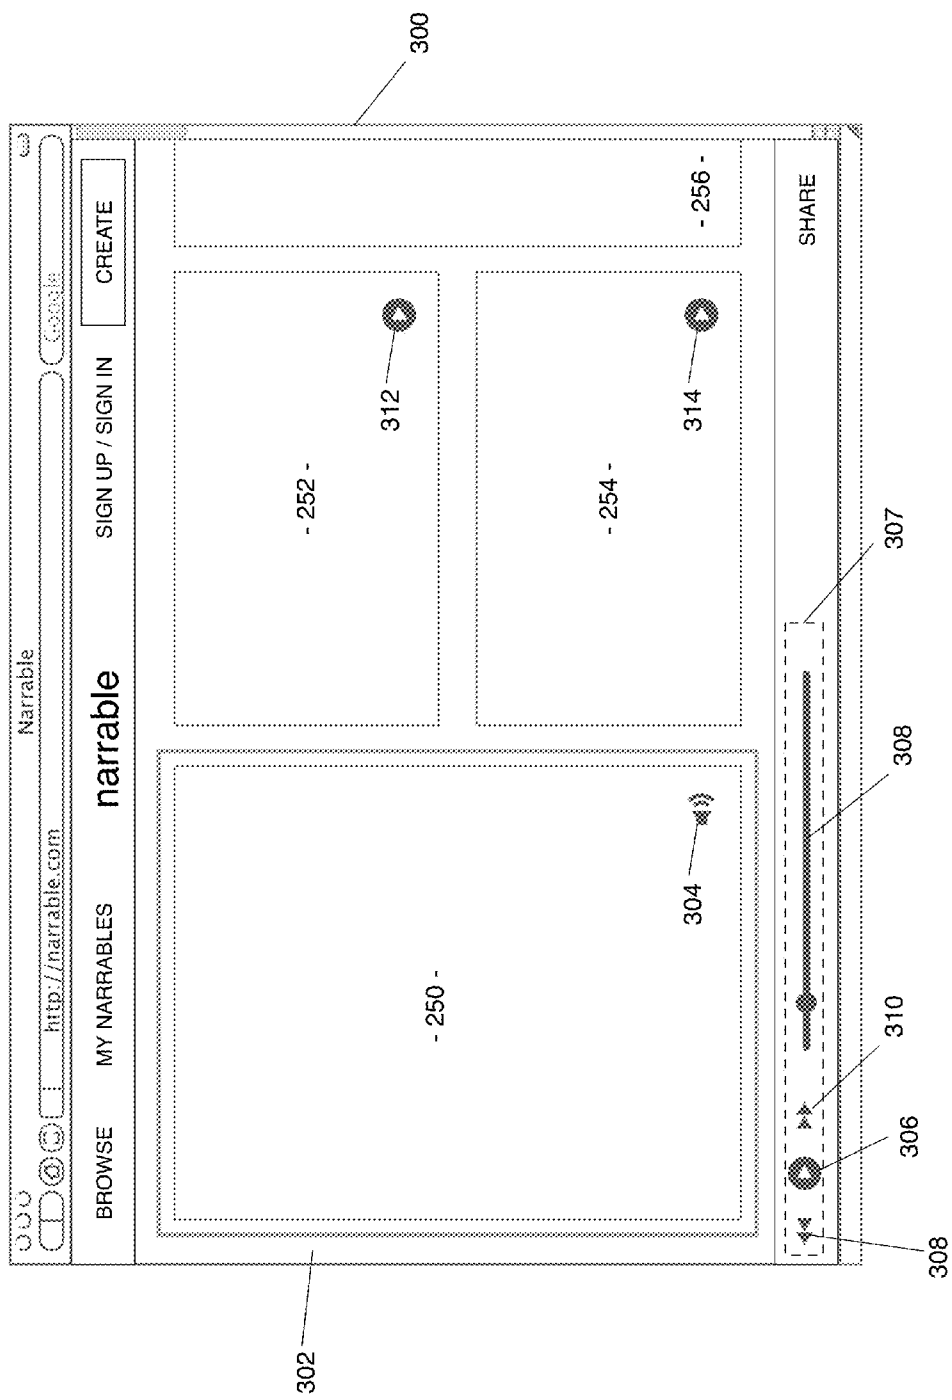 Narrable
http://narrable.com
Google
BROWSE MY NARRABLES narrable SIGN UP / SIGN IN CREATE
300
302
- 250 -
304
- 252 -
312
- 254 -
314
- 256 -
SHARE
308
306
310
308
307